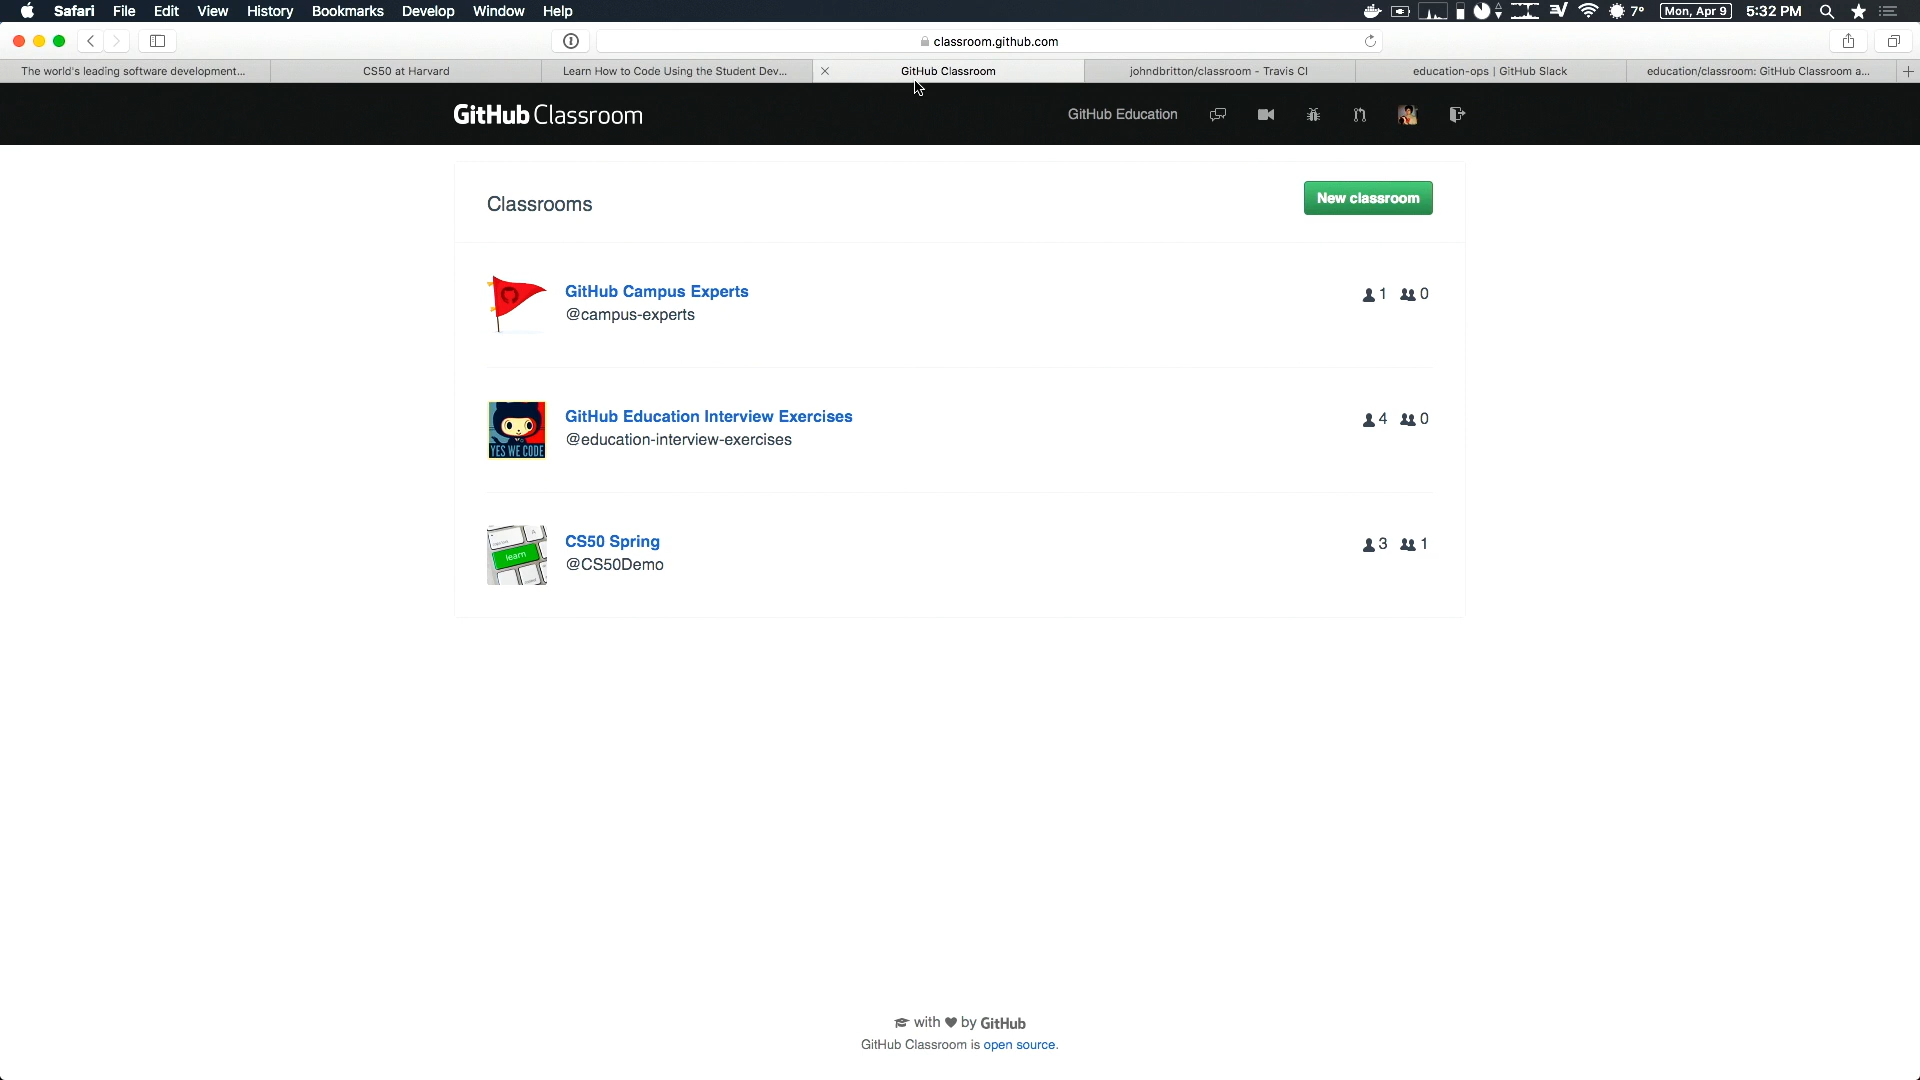 Safari File Edit View History Bookmarks Develop Window Help 7° Mon, Apr 9 5:32 PM
classroom.github.com
The world's leading software development... CS50 at Harvard Learn How to Code Using the Student Dev... GitHub Classroom johndbritton/classroom - Travis CI education-ops | GitHub Slack education/classroom: GitHub Classroom a...
GitHub Classroom GitHub Education
Classrooms New classroom
GitHub Campus Experts 1 0
@campus-experts
GitHub Education Interview Exercises 4 0
@education-interview-exercises
YES WE CODE
CS50 Spring 3 1
@CS50Demo
learn
with ♥ by GitHub
GitHub Classroom is open source.